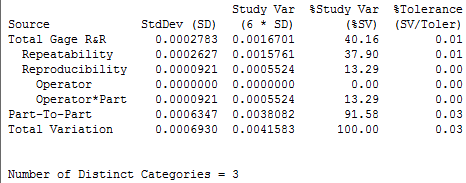 Study Var %Study Var %Tolerance
Source StdDev (SD) (6 * SD) (%SV) (SV/Toler)
Total Gage R&R 0.0002783 0.0016701 40.16 0.01
Repeatability 0.0002627 0.0015761 37.90 0.01
Reproducibility 0.0000921 0.0005524 13.29 0.00
Operator 0.0000000 0.0000000 0.00 0.00
Operator*Part 0.0000921 0.0005524 13.29 0.00
Part-To-Part 0.0006347 0.0038082 91.58 0.03
Total Variation 0.0006930 0.0041583 100.00 0.03
Number of Distinct Categories = 3